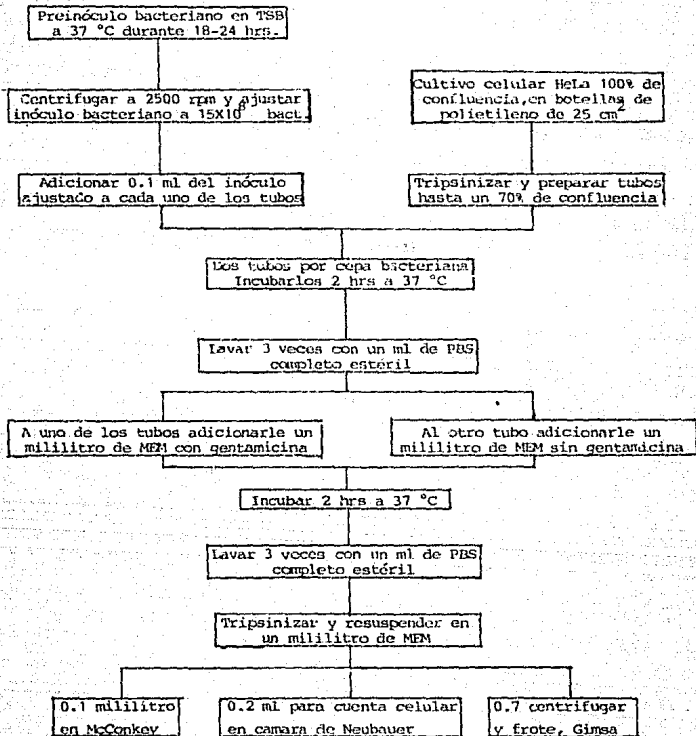 Preinóculo bacteriano en TSB
a 37 °C durante 18-24 hrs.
Centrifugar a 2500 rpm y ajustar
inóculo bacteriano a 15X10⁸ bact.
Cultivo celular HeLa 100% de
confluencia,en botellas de
polietileno de 25 cm²
Adicionar 0.1 ml del inóculo
ajustado a cada uno de los tubos
Tripsinizar y preparar tubos
hasta un 70% de confluencia
Dos tubos por cepa bacteriana
Incubarlos 2 hrs a 37 °C
Lavar 3 veces con un ml de PBS
completo estéril
A uno de los tubos adicionarle un
mililitro de MEM con gentamicina
Al otro tubo adicionarle un
mililitro de MEM sin gentamicina
Incubar 2 hrs a 37 °C
Lavar 3 veces con un ml de PBS
completo estéril
Tripsinizar y resuspender en
un mililitro de MEM
0.1 mililitro
en McConkey
0.2 ml para cuenta celular
en camara de Neubauer
0.7 centrifugar
y frote, Gimsa